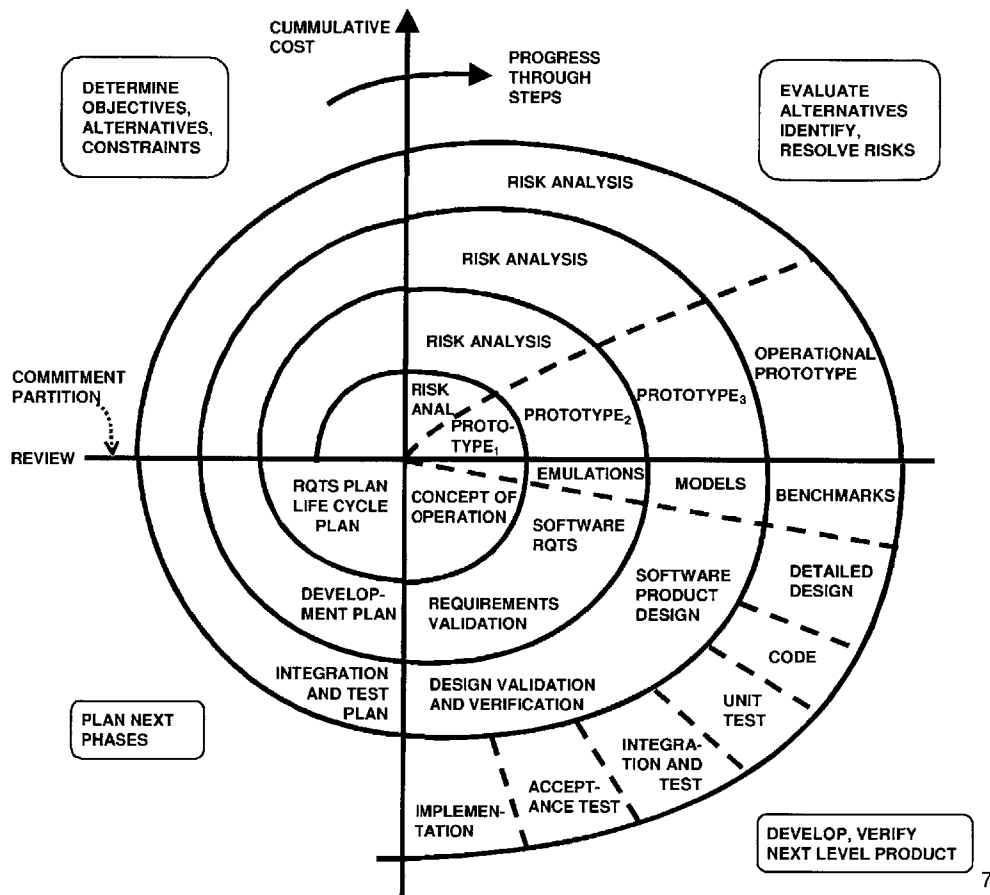 CUMMULATIVE
COST
PROGRESS
THROUGH
STEPS
DETERMINE
OBJECTIVES,
ALTERNATIVES,
CONSTRAINTS
EVALUATE
ALTERNATIVES
IDENTIFY,
RESOLVE RISKS
RISK ANALYSIS
RISK ANALYSIS
RISK ANALYSIS
RISK
ANAL
PROTO-
TYPE1
PROTOTYPE2
PROTOTYPE3
OPERATIONAL
PROTOTYPE
COMMITMENT
PARTITION
REVIEW
RQTS PLAN
LIFE CYCLE
PLAN
CONCEPT OF
OPERATION
EMULATIONS
MODELS
BENCHMARKS
SOFTWARE
RQTS
SOFTWARE
PRODUCT
DESIGN
DETAILED
DESIGN
DEVELOP-
MENT PLAN
REQUIREMENTS
VALIDATION
CODE
INTEGRATION
AND TEST
PLAN
DESIGN VALIDATION
AND VERIFICATION
UNIT
TEST
PLAN NEXT
PHASES
INTEGRA-
TION AND
TEST
ACCEPT-
ANCE TEST
IMPLEMEN-
TATION
DEVELOP, VERIFY
NEXT LEVEL PRODUCT
7